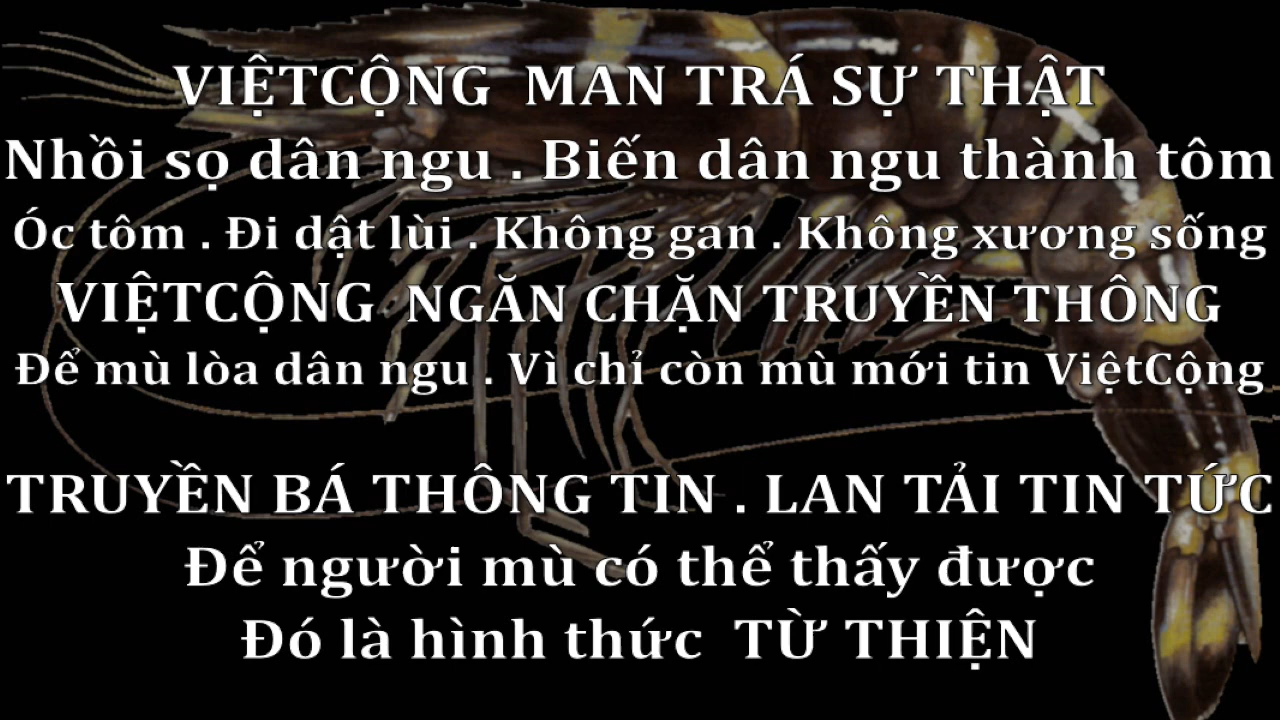 VIỆTCỘNG MAN TRÁ SỰ THẬT
Nhồi sọ dân ngu . Biến dân ngu thành tôm
Óc tôm . Đi dật lùi . Không gan . Không xương sống
VIỆTCỘNG NGĂN CHẶN TRUYỀN THÔNG
Để mù lòa dân ngu . Vì chỉ còn mù mới tin ViệtCộng
TRUYỀN BÁ THÔNG TIN . LAN TẢI TIN TỨC
Để người mù có thể thấy được
Đó là hình thức TỪ THIỆN